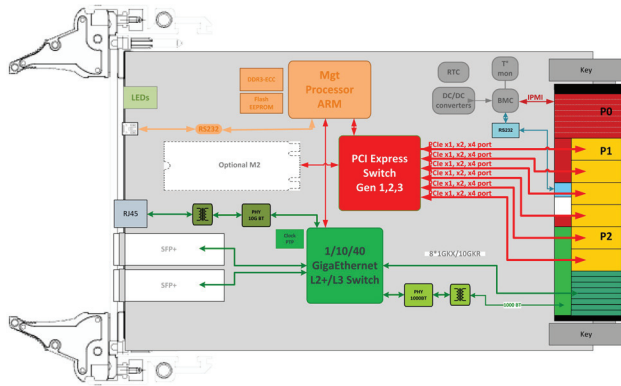 Key
T°
mon
RTC
DDR3-ECC
Mgt
Processor
ARM
Flash
EEPROM
DC/DC
converters
BMC
IPMI
P0
LEDs
RS232
RS232
PCIe x1, x2, x4 port
PCIe x1, x2, x4 port
PCIe x1, x2, x4 port
PCIe x1, x2, x4 port
PCIe x1, x2, x4 port
PCIe x1, x2, x4 port
P1
PCI Express
Switch
Gen 1,2,3
Optional M2
RJ45
PHY
10G BT
P2
1/10/40
GigaEthernet
L2+/L3 Switch
8*1GKX/10GKR
SFP+
SFP+
PHY
1000BT
1000 BT
Key